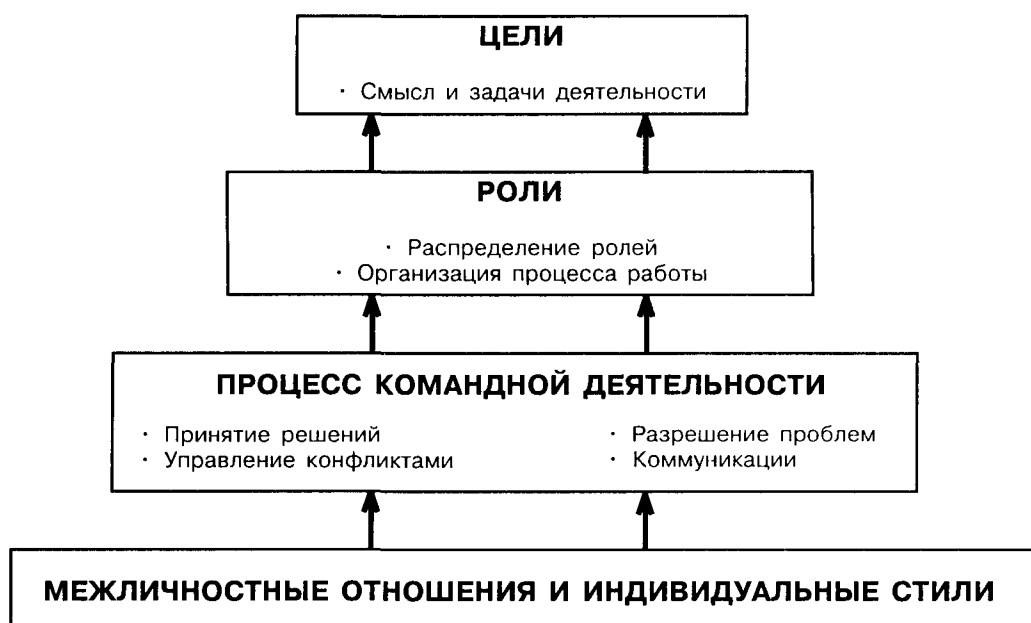 ЦЕЛИ
· Смысл и задачи деятельности
РОЛИ
· Распределение ролей
· Организация процесса работы
ПРОЦЕСС КОМАНДНОЙ ДЕЯТЕЛЬНОСТИ
· Принятие решений
· Управление конфликтами
· Разрешение проблем
· Коммуникации
МЕЖЛИЧНОСТНЫЕ ОТНОШЕНИЯ И ИНДИВИДУАЛЬНЫЕ СТИЛИ